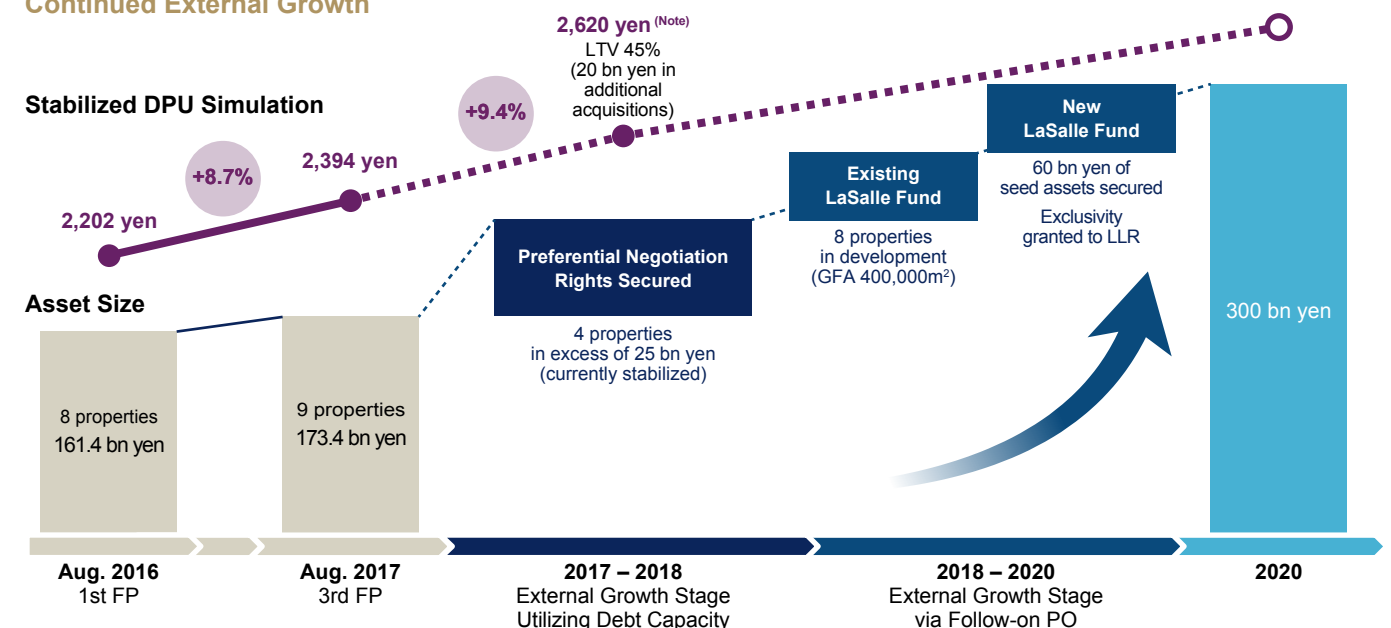 Continued External Growth
2,620 yen (Note)
LTV 45%
(20 bn yen in
additional
acquisitions)
Stabilized DPU Simulation
+9.4%
+8.7%
2,394 yen
2,202 yen
New
LaSalle Fund
60 bn yen of
seed assets secured
Exclusivity
granted to LLR
Existing
LaSalle Fund
8 properties
in development
(GFA 400,000m²)
Preferential Negotiation
Rights Secured
4 properties
in excess of 25 bn yen
(currently stabilized)
Asset Size
8 properties
161.4 bn yen
9 properties
173.4 bn yen
300 bn yen
Aug. 2016
1st FP
Aug. 2017
3rd FP
2017 – 2018
External Growth Stage
Utilizing Debt Capacity
2018 – 2020
External Growth Stage
via Follow-on PO
2020